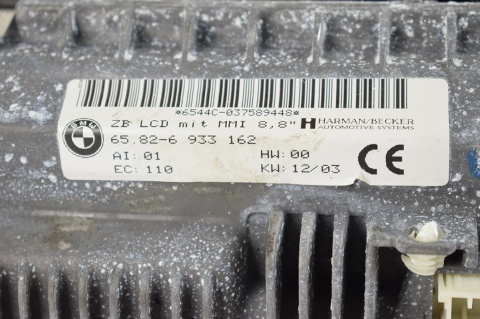 *6544C-037589448*
ZB LCD mit MMI 8,8" HARMAN/BECKER
AUTOMOTIVE SYSTEMS
BMW
65.82-6 933 162
AI:01 HW:00
EC:110 KW:12/03
CE